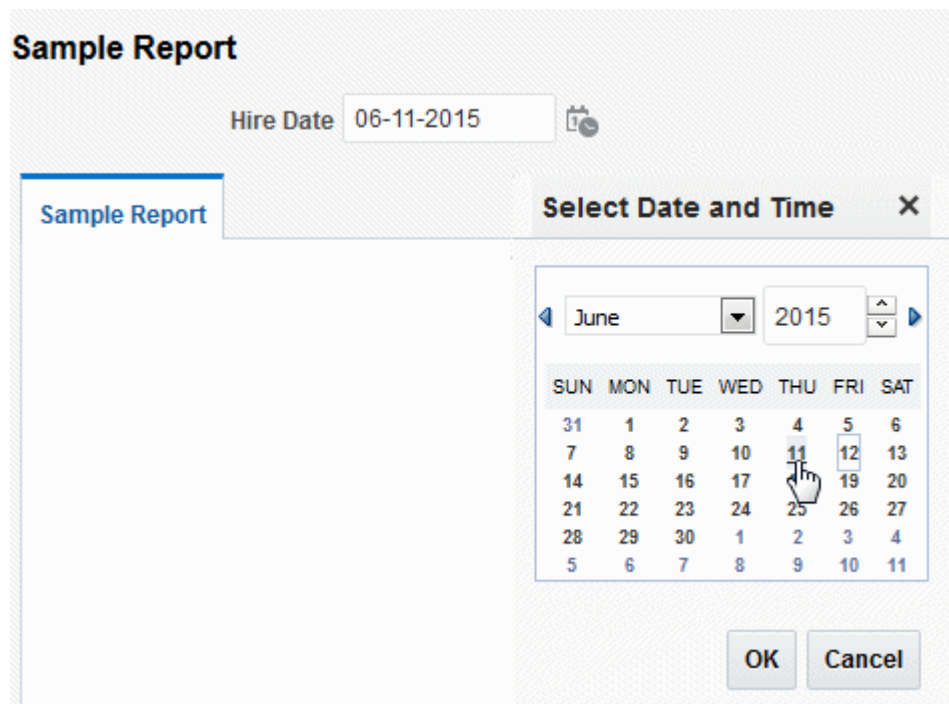 Sample Report
Hire Date 06-11-2015
Sample Report
Select Date and Time
June 2015
SUN MON TUE WED THU FRI SAT
31 1 2 3 4 5 6
7 8 9 10 11 12 13
14 15 16 17 19 20
21 22 23 24 25 26 27
28 29 30 1 2 3 4
5 6 7 8 9 10 11
OK Cancel